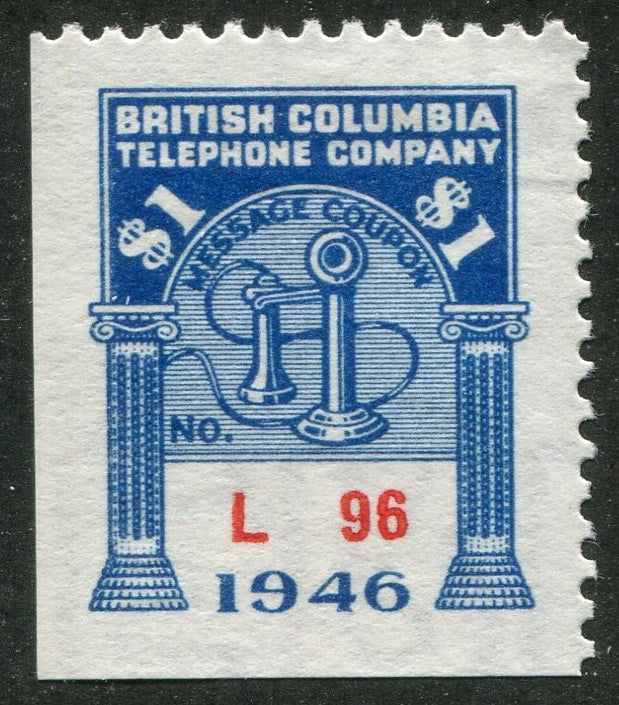 BRITISH COLUMBIA
TELEPHONE COMPANY
$1 $1
MESSAGE COUPON
NO.
L 96
1946